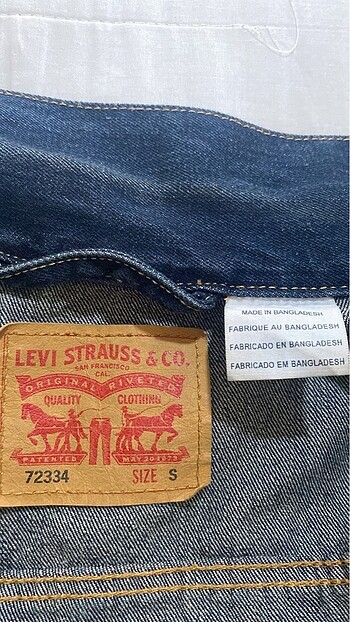 MADE IN BANGLADESH
FABRIQUE AU BANGLADESH
FABRICADO EN BANGLADESH
FABRICADO EM BANGLADESH
LEVI STRAUSS & CO.
SAN FRANCISCO
CAL.
ORIGINAL RIVETED
QUALITY CLOTHING
PATENTED MAY 20 1873
72334 SIZE S